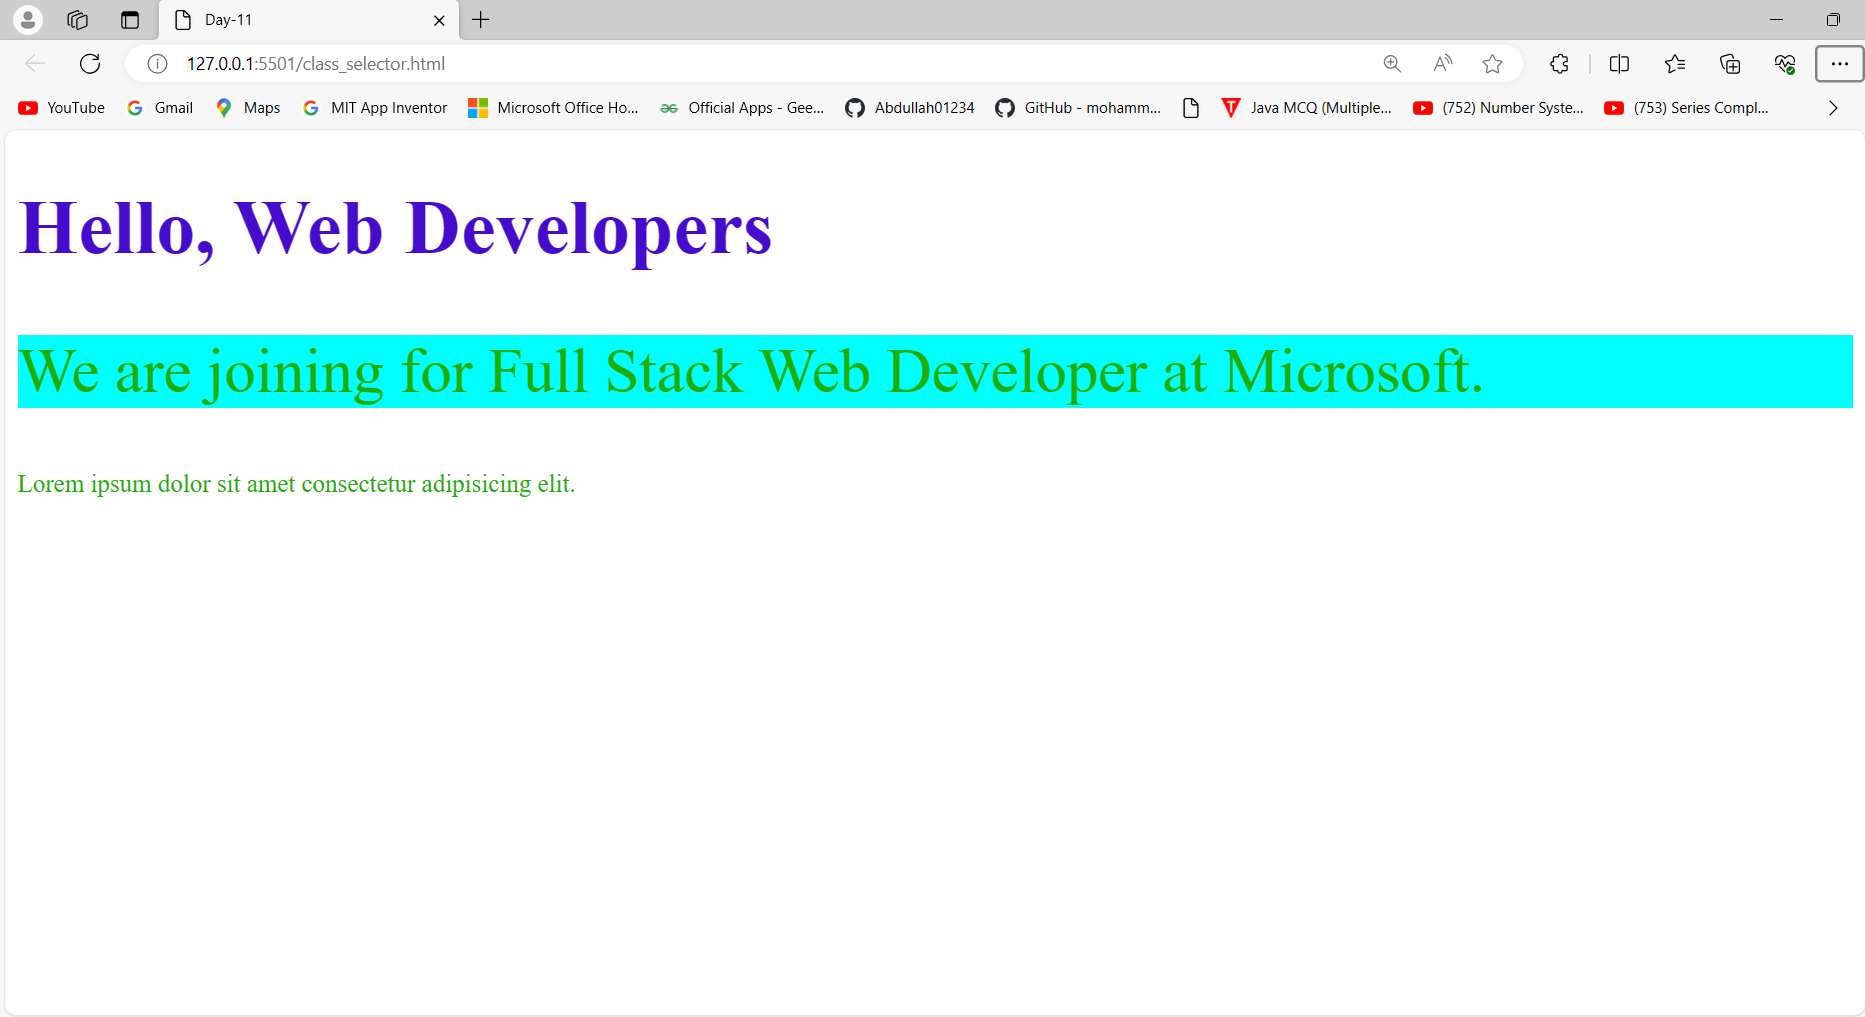 Day-11
127.0.0.1:5501/class_selector.html
YouTube Gmail Maps MIT App Inventor Microsoft Office Ho... Official Apps - Gee... Abdullah01234 GitHub - mohamm... Java MCQ (Multiple... (752) Number Syste... (753) Series Compl...
Hello, Web Developers
We are joining for Full Stack Web Developer at Microsoft.
Lorem ipsum dolor sit amet consectetur adipisicing elit.